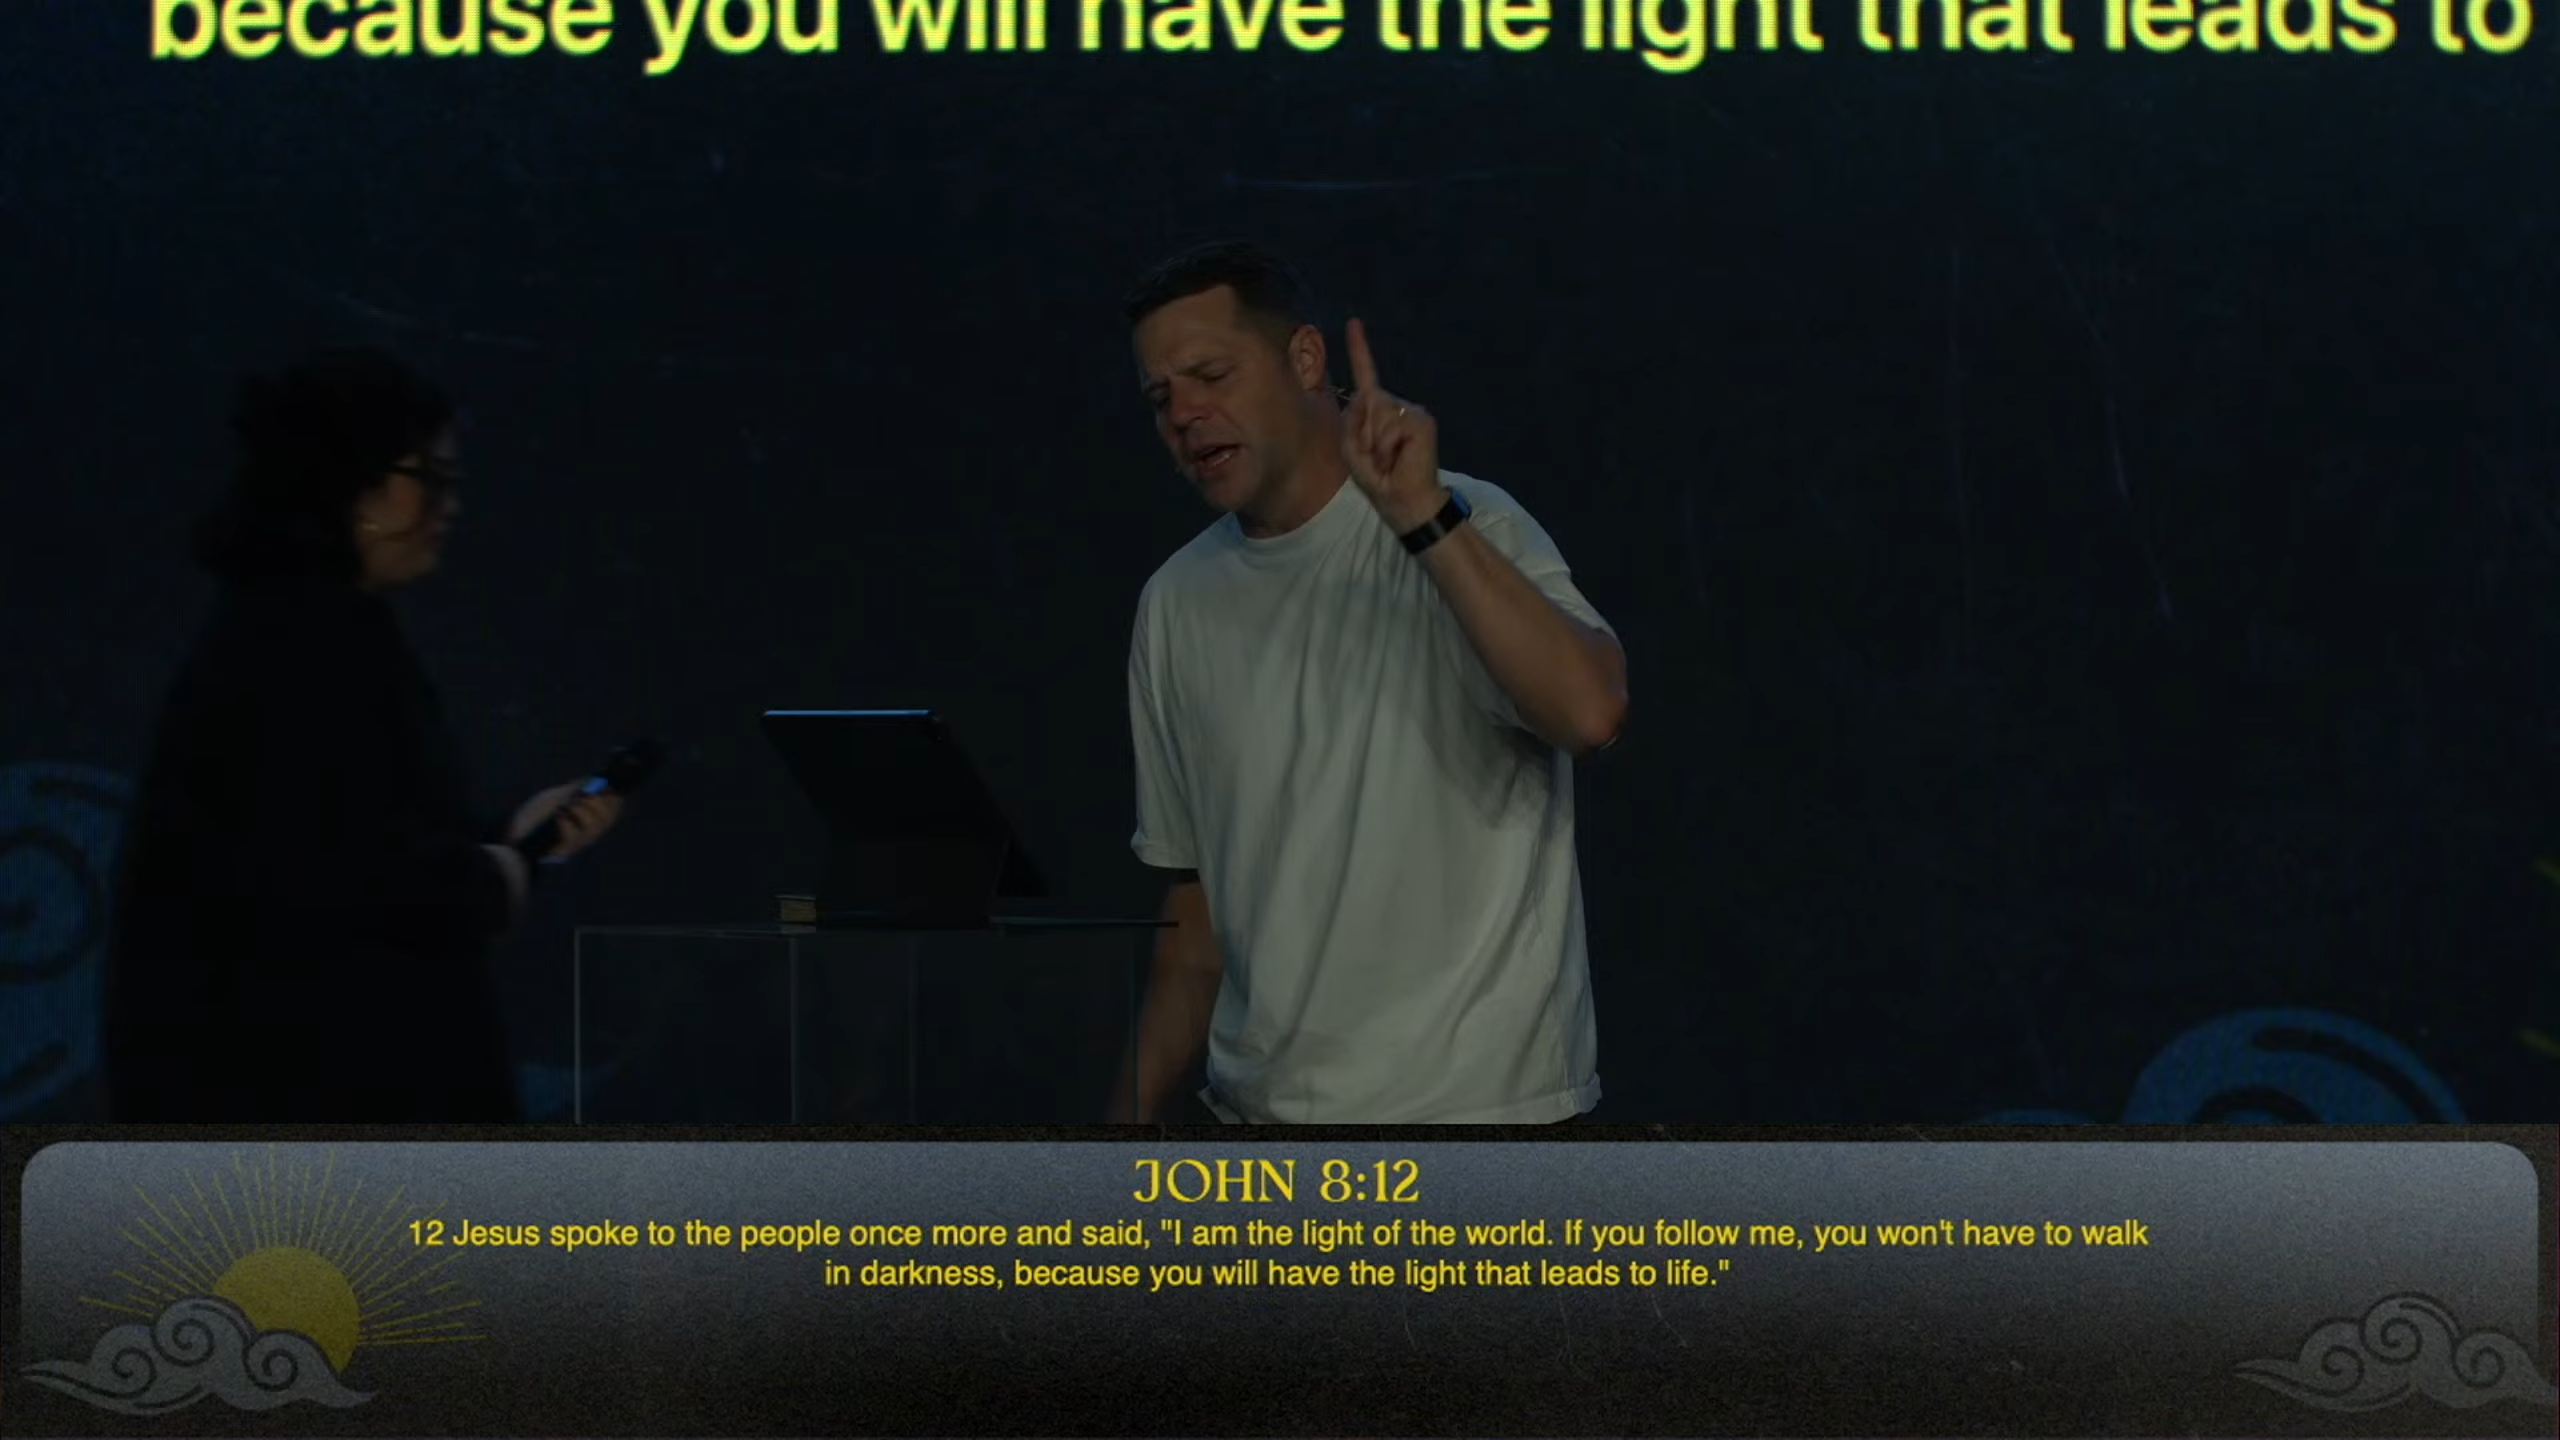 because you will have the light that leads to
JOHN 8:12
12 Jesus spoke to the people once more and said, "I am the light of the world. If you follow me, you won't have to walk
in darkness, because you will have the light that leads to life."